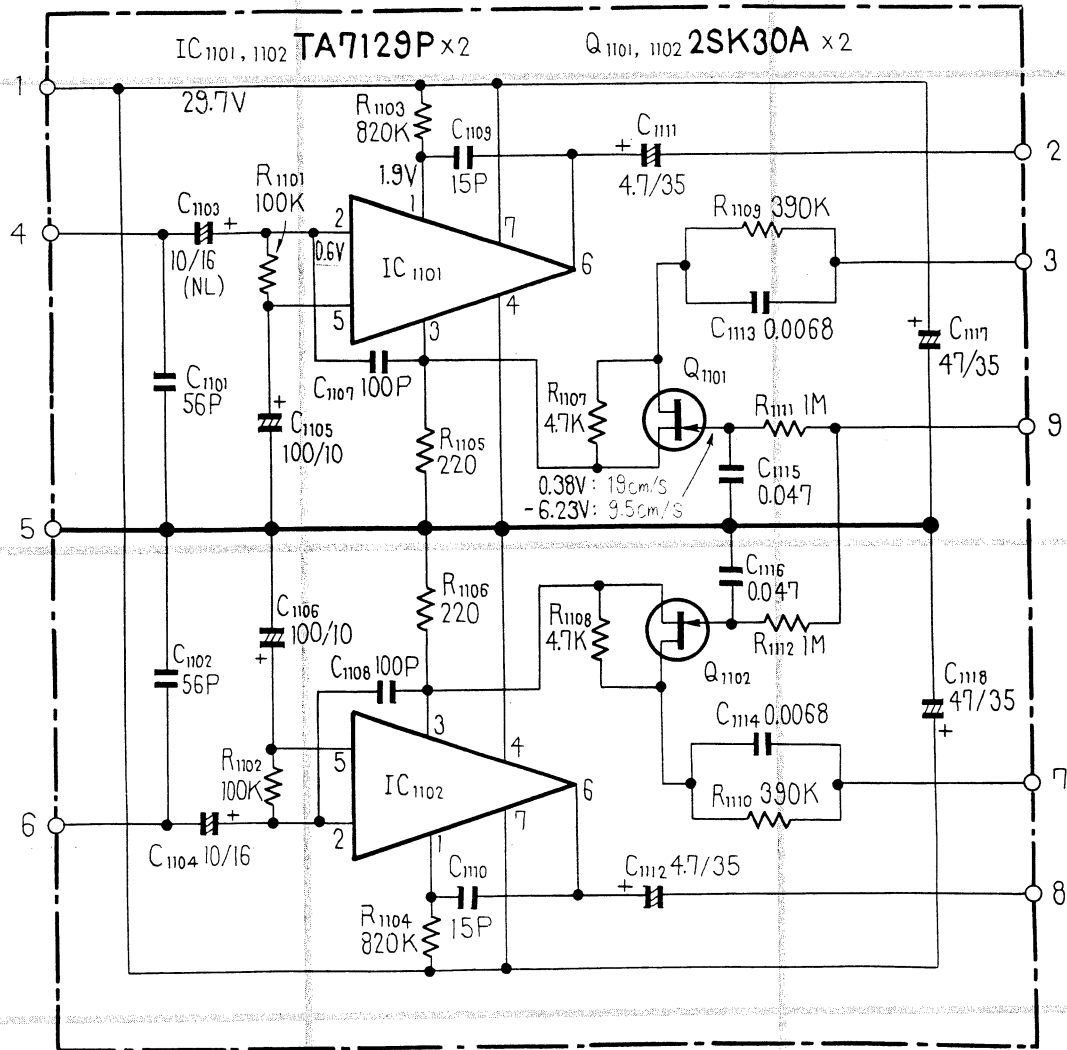 IC1101, 1102 TA7129P ×2
Q1101, 1102 2SK30A ×2
1
29.7V
R1103
820K
C1109
15P
C1111
+
4.7/35
2
1.9V
R1101
100K
C1103
+
10/16
(NL)
4
1
2
0.6V
7
IC1101
6
5
4
3
R1109 390K
3
C1113 0.0068
+
C1117
47/35
C1101
56P
C1107 100P
+
C1105
100/10
R1105
220
R1107
4.7K
Q1101
R1111 1M
9
0.38V: 19cm/S
-6.23V: 9.5cm/S
C1115
0.047
5
R1106
220
C1116
0.047
C1106
100/10
+
R1108
4.7K
R1112 1M
C1102
56P
C1108 100P
Q1102
C1118
47/35
+
C1114 0.0068
3
4
5
R1102
100K
IC1102
6
7
R1110 390K
7
6
+
2
1
C1104 10/16
C1110
15P
C1112 4.7/35
+
8
R1104
820K